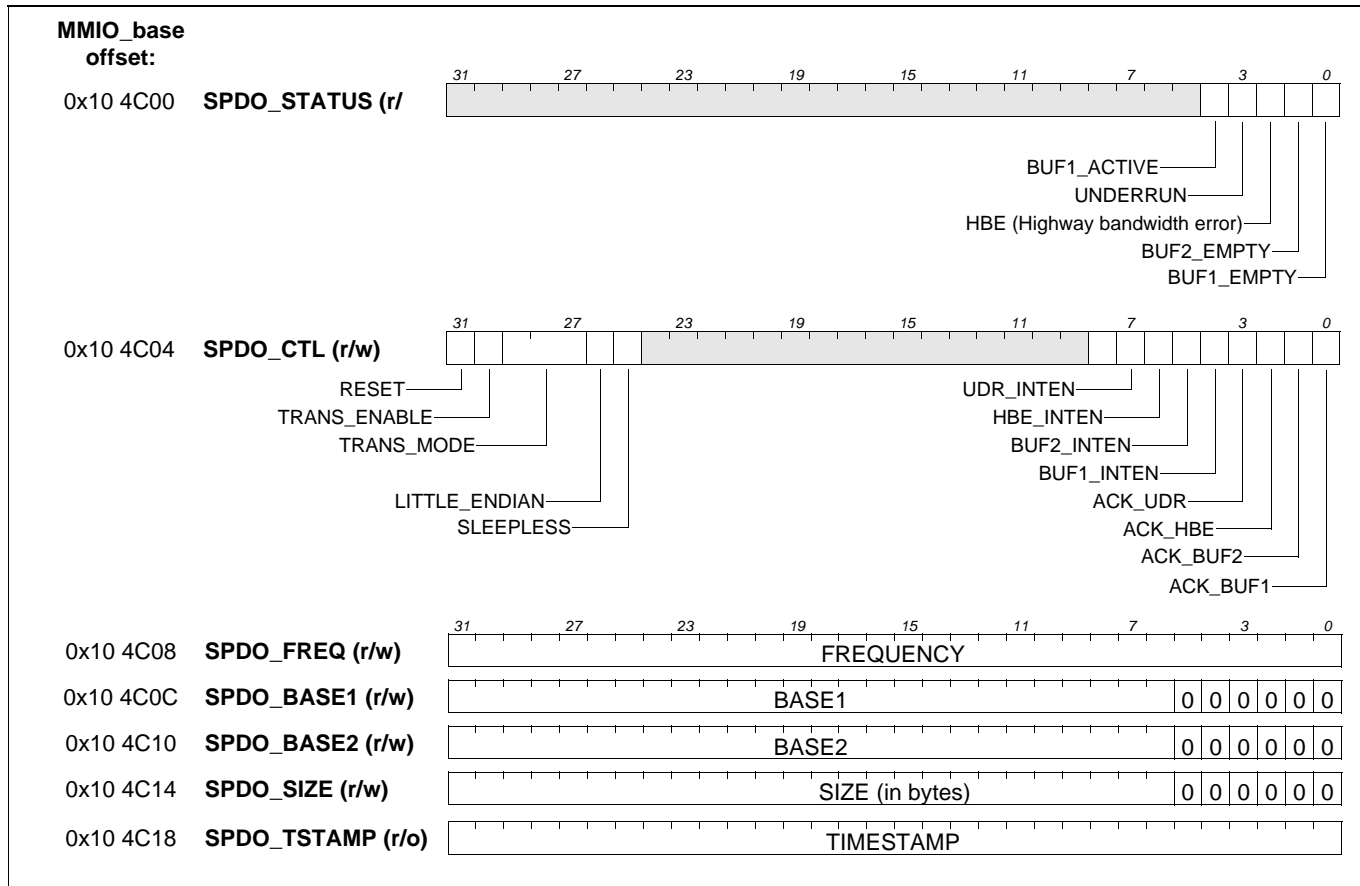 MMIO_base
offset:
31 27 23 19 15 11 7 3 0
0x10 4C00 SPDO_STATUS (r/
BUF1_ACTIVE
UNDERRUN
HBE (Highway bandwidth error)
BUF2_EMPTY
BUF1_EMPTY
31 27 23 19 15 11 7 3 0
0x10 4C04 SPDO_CTL (r/w)
RESET UDR_INTEN
TRANS_ENABLE HBE_INTEN
TRANS_MODE BUF2_INTEN
BUF1_INTEN
LITTLE_ENDIAN ACK_UDR
SLEEPLESS ACK_HBE
ACK_BUF2
ACK_BUF1
31 27 23 19 15 11 7 3 0
0x10 4C08 SPDO_FREQ (r/w) FREQUENCY
0x10 4C0C SPDO_BASE1 (r/w) BASE1 0 0 0 0 0 0
0x10 4C10 SPDO_BASE2 (r/w) BASE2 0 0 0 0 0 0
0x10 4C14 SPDO_SIZE (r/w) SIZE (in bytes) 0 0 0 0 0 0
0x10 4C18 SPDO_TSTAMP (r/o) TIMESTAMP